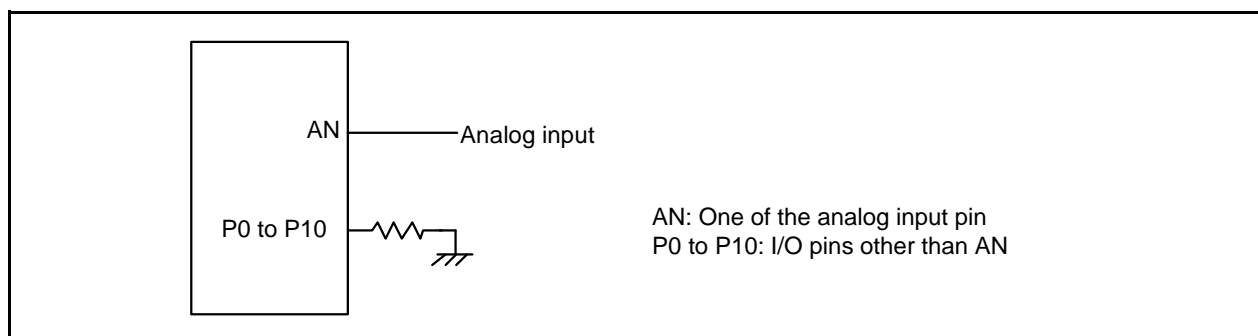 AN
Analog input
P0 to P10
AN: One of the analog input pin
P0 to P10: I/O pins other than AN